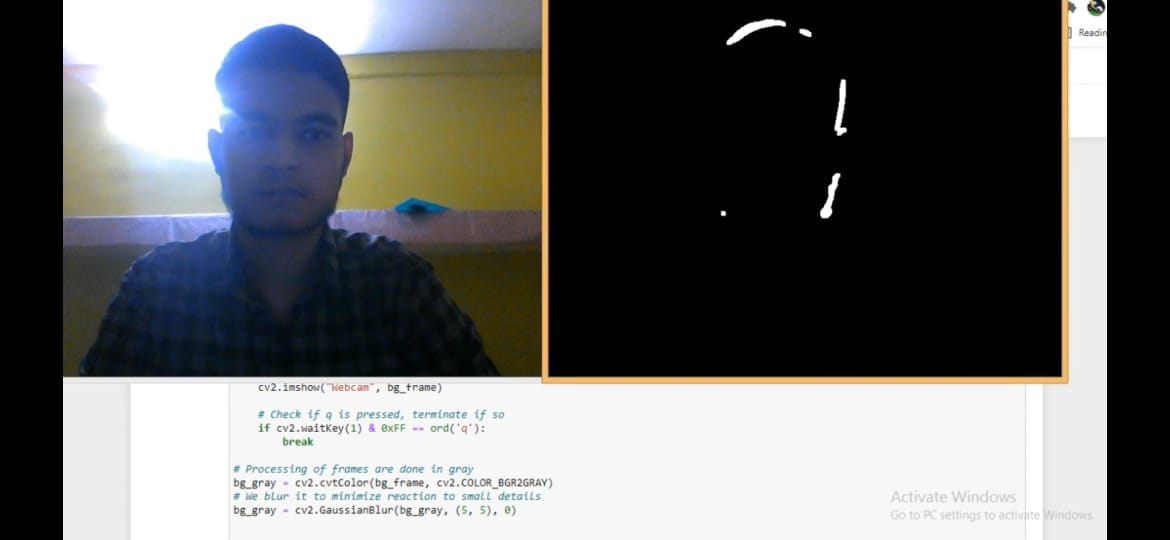 Readin
cv2.imshow("Webcam", bg_frame)
# Check if q is pressed, terminate if so
if cv2.waitKey(1) & 0xFF == ord('q'):
break
# Processing of frames are done in gray
bg_gray = cv2.cvtColor(bg_frame, cv2.COLOR_BGR2GRAY)
# We blur it to minimize reaction to small details
bg_gray = cv2.GaussianBlur(bg_gray, (5, 5), 0)
Activate Windows
Go to PC settings to activate Windows.